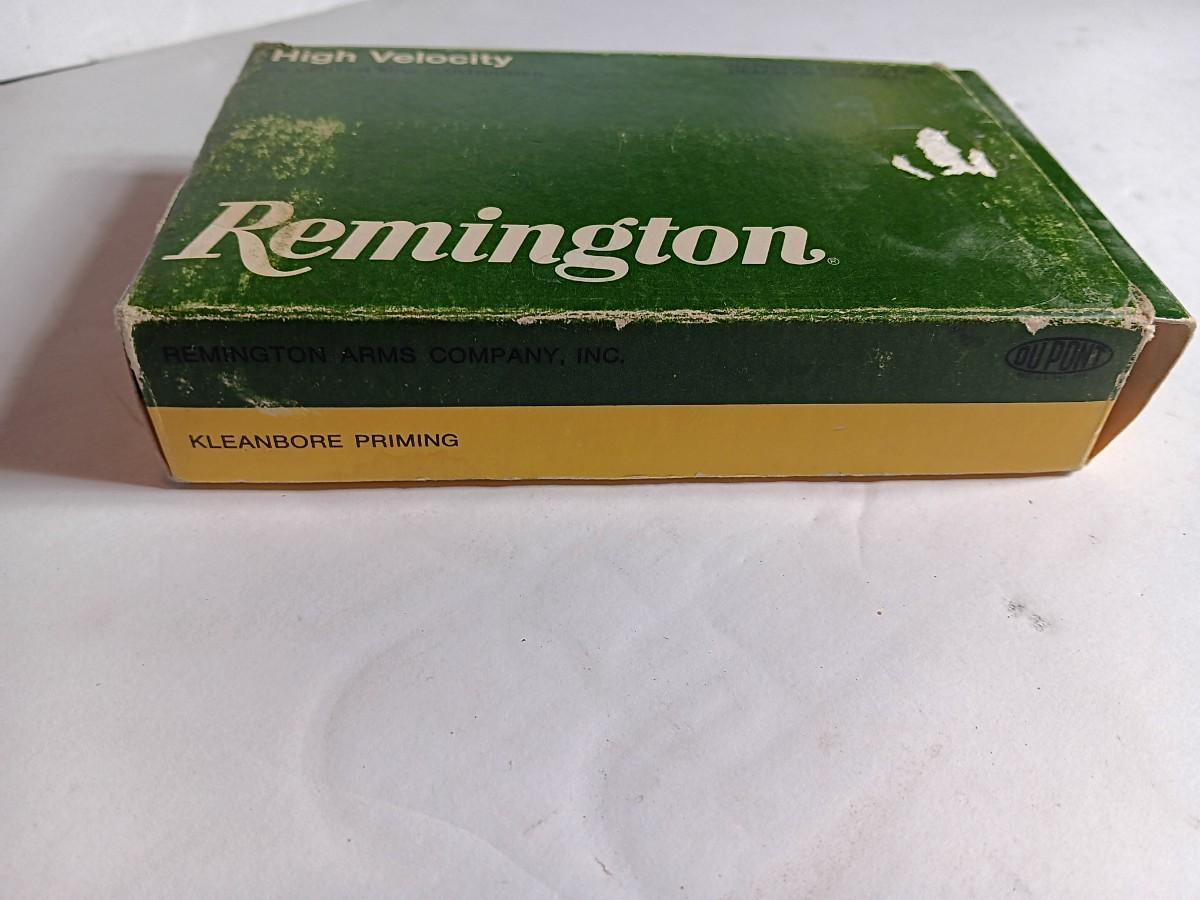 High Velocity
Remington®
REMINGTON ARMS COMPANY, INC.
DU PONT
KLEANBORE PRIMING